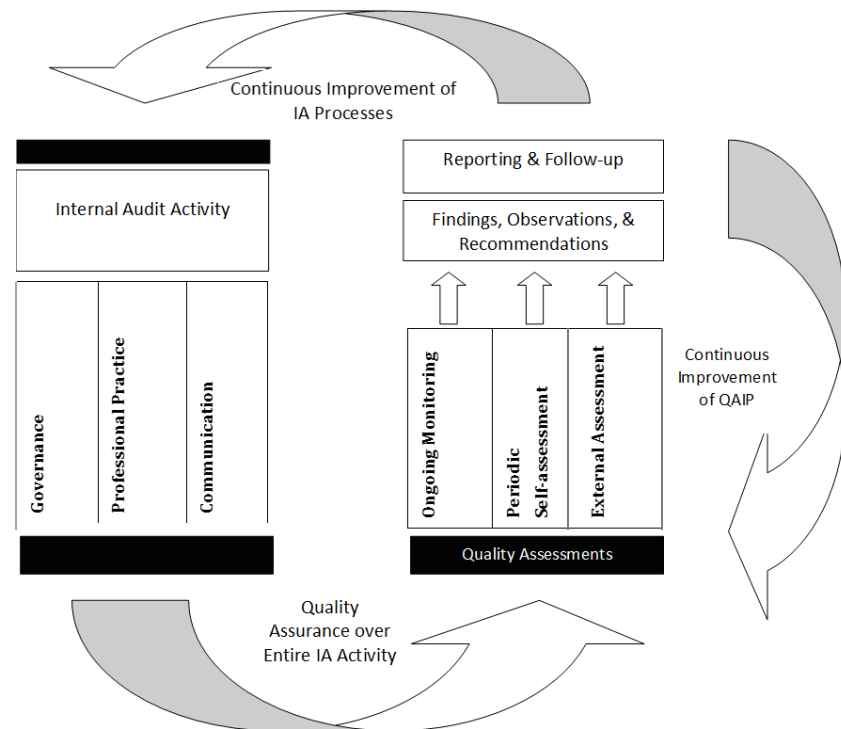 Continuous Improvement of
IA Processes
Internal Audit Activity
Governance
Professional Practice
Communication
Reporting & Follow-up
Findings, Observations, &
Recommendations
Ongoing Monitoring
Periodic
Self-assessment
External Assessment
Quality Assessments
Continuous
Improvement
of QAIP
Quality
Assurance over
Entire IA Activity